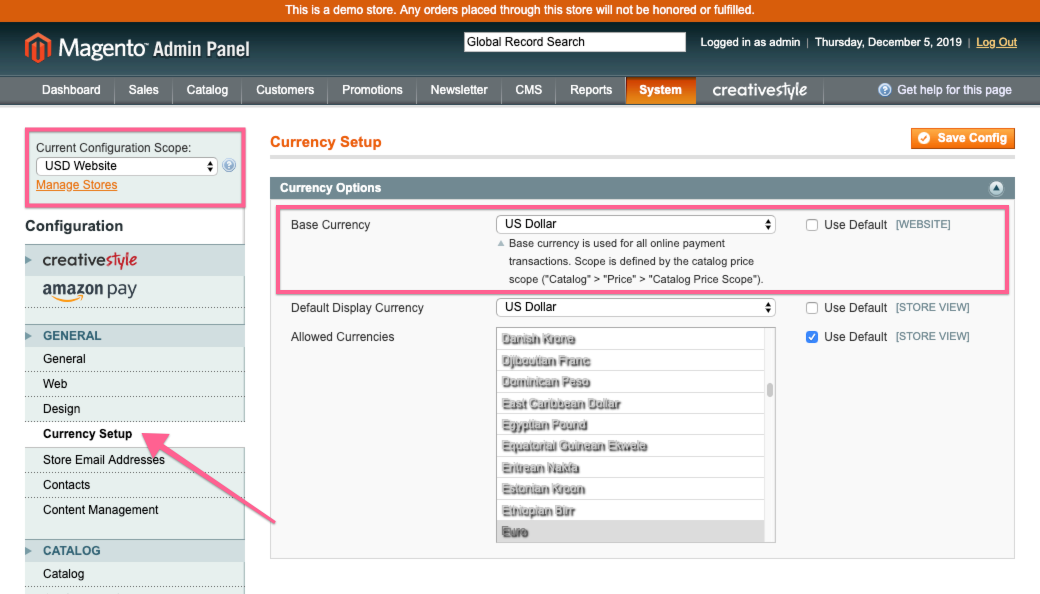 This is a demo store. Any orders placed through this store will not be honored or fulfilled.
Magento Admin Panel
Global Record Search
Logged in as admin | Thursday, December 5, 2019 | Log Out
Dashboard Sales Catalog Customers Promotions Newsletter CMS Reports System creativestyle Get help for this page
Current Configuration Scope:
USD Website
Manage Stores
Configuration
creativestyle
amazon pay
GENERAL
General
Web
Design
Currency Setup
Store Email Addresses
Contacts
Content Management
CATALOG
Catalog
Currency Setup
Save Config
Currency Options
Base Currency US Dollar Use Default [WEBSITE]
Base currency is used for all online payment
transactions. Scope is defined by the catalog price
scope ("Catalog" > "Price" > "Catalog Price Scope").
Default Display Currency US Dollar Use Default [STORE VIEW]
Allowed Currencies Use Default [STORE VIEW]
Danish Krone
Djiboutian Franc
Dominican Peso
East Caribbean Dollar
Egyptian Pound
Equatorial Guinean Ekwele
Eritrean Nakfa
Estonian Kroon
Ethiopian Birr
Euro